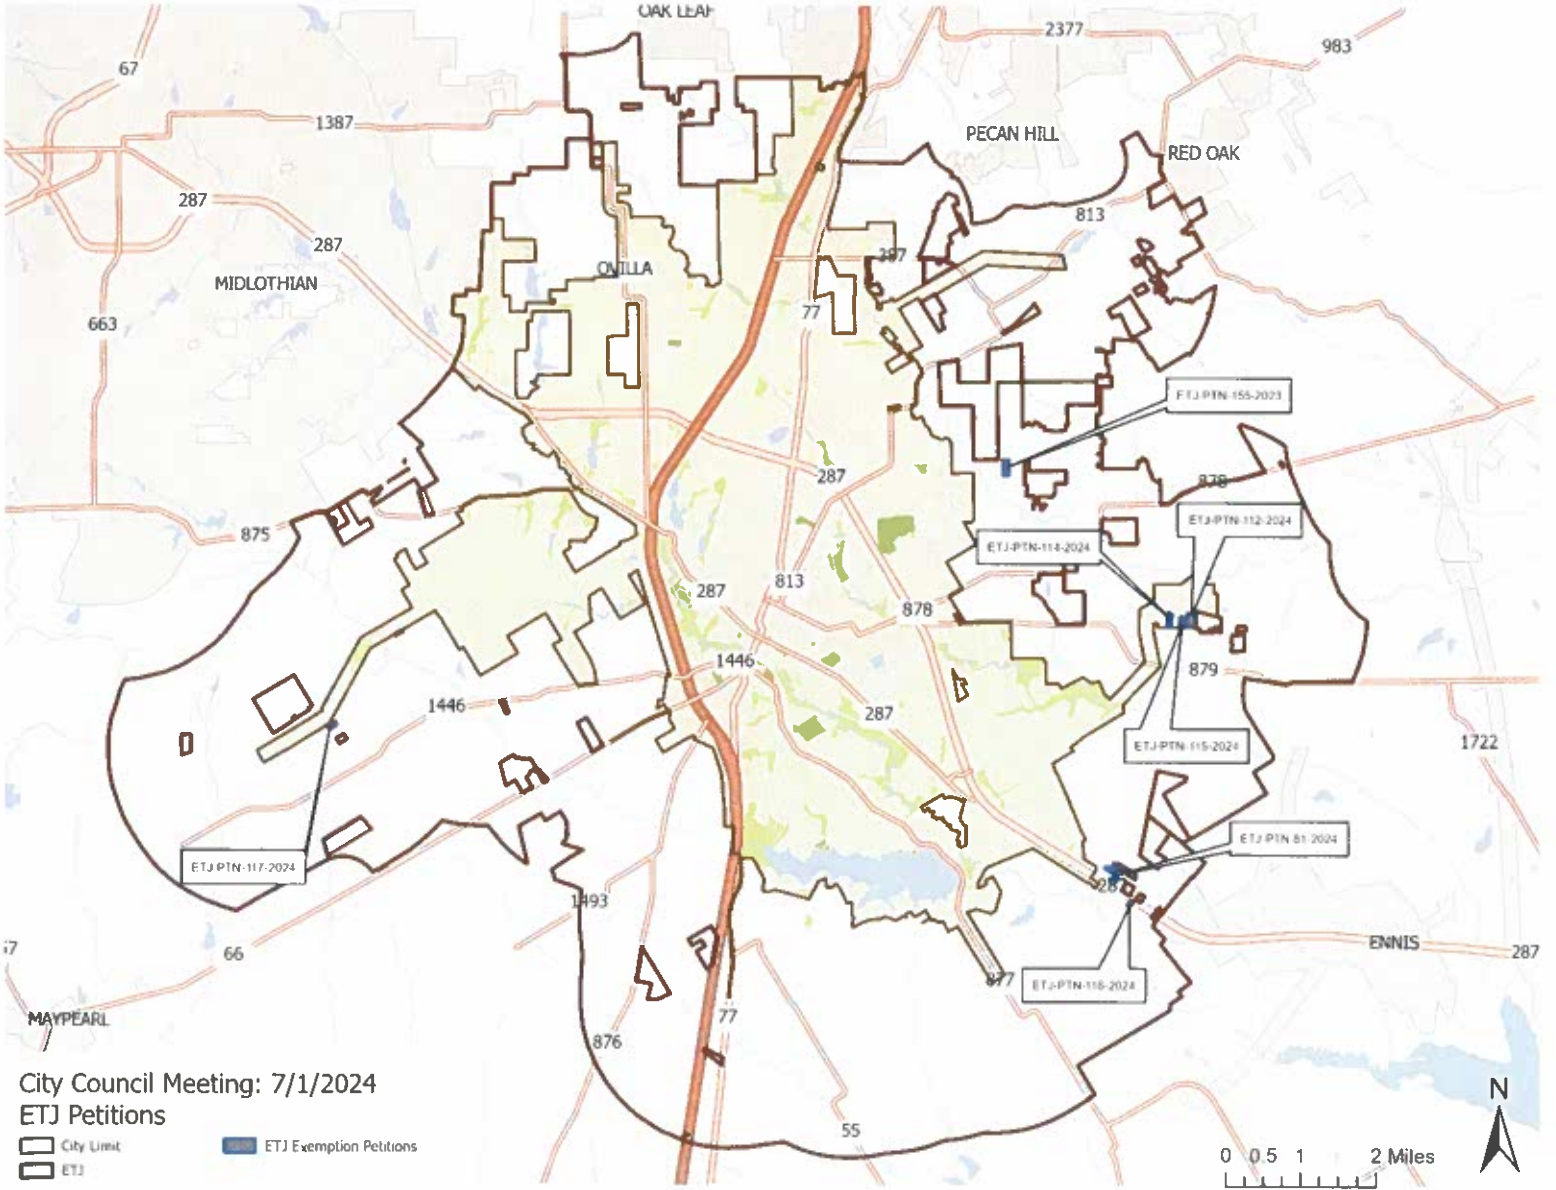 OAK LEAF
2377
983
67
1387
PECAN HILL
RED OAK
287
813
287
287
OVILLA
MIDLOTHIAN
77
663
ETJ-PTN-155-2023
287
878
ETJ-PTN-112-2024
875
ETJ-PTN-114-2024
813
287
878
1446
879
1446
287
ETJ-PTN-115-2024
1722
ETJ-PTN-81-2024
ETJ-PTN-117-2024
28
1493
ENNIS
287
66
67
877
ETJ-PTN-116-2024
77
MAYPEARL
876
City Council Meeting: 7/1/2024
ETJ Petitions
City Limit
ETJ Exemption Petitions
ETJ
55
N
0 0.5 1 2 Miles